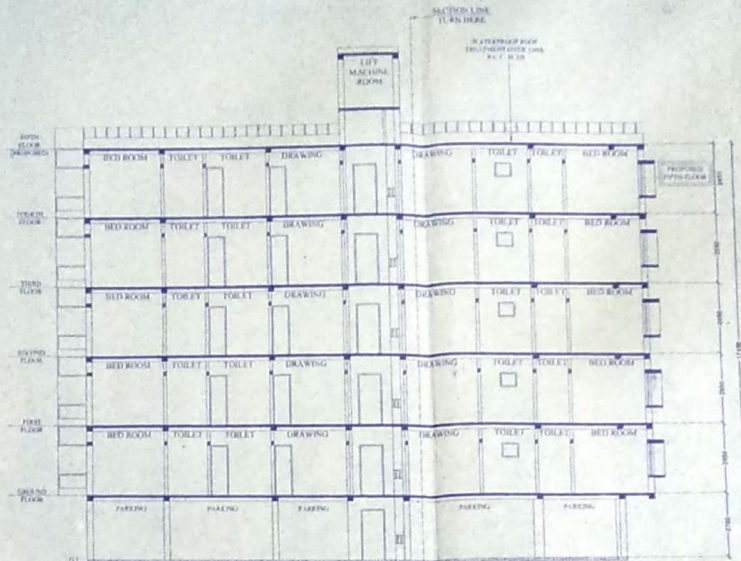 SECTION LINE
TURN HERE
WATERPROOF ROOF
LIFT
MACHINE
ROOM
FIFTH
FLOOR
(PROPOSED)
BED ROOM TOILET TOILET DRAWING DRAWING TOILET TOILET BED ROOM
PROPOSED
FIFTH FLOOR
FOURTH
FLOOR
BED ROOM TOILET TOILET DRAWING DRAWING TOILET TOILET BED ROOM
THIRD
FLOOR
BED ROOM TOILET TOILET DRAWING DRAWING TOILET TOILET BED ROOM
SECOND
FLOOR
BED ROOM TOILET TOILET DRAWING DRAWING TOILET TOILET BED ROOM
FIRST
FLOOR
BED ROOM TOILET TOILET DRAWING DRAWING TOILET TOILET BED ROOM
GROUND
FLOOR
PARKING PARKING PARKING PARKING PARKING